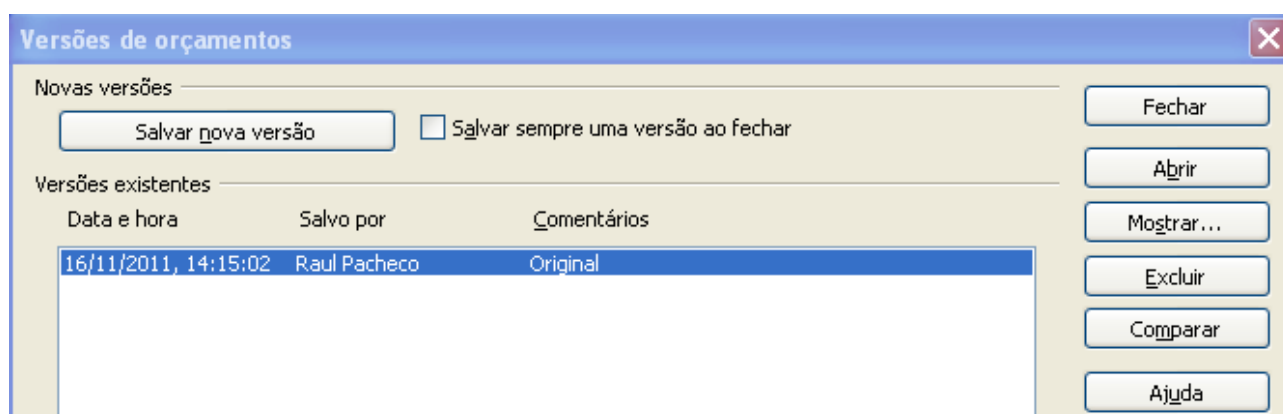 Versões de orçamentos
Novas versões
Salvar nova versão
Salvar sempre uma versão ao fechar
Versões existentes
Data e hora Salvo por Comentários
16/11/2011, 14:15:02 Raul Pacheco Original
Fechar
Abrir
Mostrar...
Excluir
Comparar
Ajuda